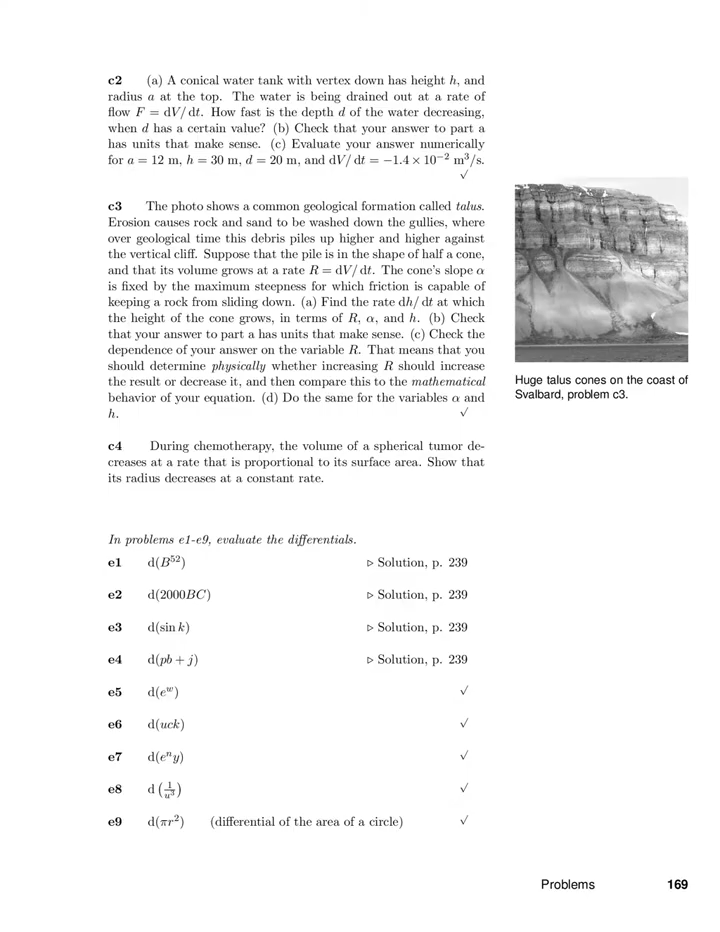 c2 (a) A conical water tank with vertex down has height h, and
radius a at the top. The water is being drained out at a rate of
flow F = dV/ dt. How fast is the depth d of the water decreasing,
when d has a certain value? (b) Check that your answer to part a
has units that make sense. (c) Evaluate your answer numerically
for a = 12 m, h = 30 m, d = 20 m, and dV/ dt = −1.4 × 10⁻² m³/s.
√
c3 The photo shows a common geological formation called talus.
Erosion causes rock and sand to be washed down the gullies, where
over geological time this debris piles up higher and higher against
the vertical cliff. Suppose that the pile is in the shape of half a cone,
and that its volume grows at a rate R = dV/ dt. The cone's slope α
is fixed by the maximum steepness for which friction is capable of
keeping a rock from sliding down. (a) Find the rate dh/ dt at which
the height of the cone grows, in terms of R, α, and h. (b) Check
that your answer to part a has units that make sense. (c) Check the
dependence of your answer on the variable R. That means that you
should determine physically whether increasing R should increase
the result or decrease it, and then compare this to the mathematical
behavior of your equation. (d) Do the same for the variables α and
h. √
Huge talus cones on the coast of
Svalbard, problem c3.
c4 During chemotherapy, the volume of a spherical tumor de-
creases at a rate that is proportional to its surface area. Show that
its radius decreases at a constant rate.
In problems e1-e9, evaluate the differentials.
e1 d(B⁵²) ▷ Solution, p. 239
e2 d(2000BC) ▷ Solution, p. 239
e3 d(sin k) ▷ Solution, p. 239
e4 d(pb + j) ▷ Solution, p. 239
e5 d(eʷ) √
e6 d(uck) √
e7 d(eⁿy) √
e8 d (1/u³) √
e9 d(πr²) (differential of the area of a circle) √
Problems 169